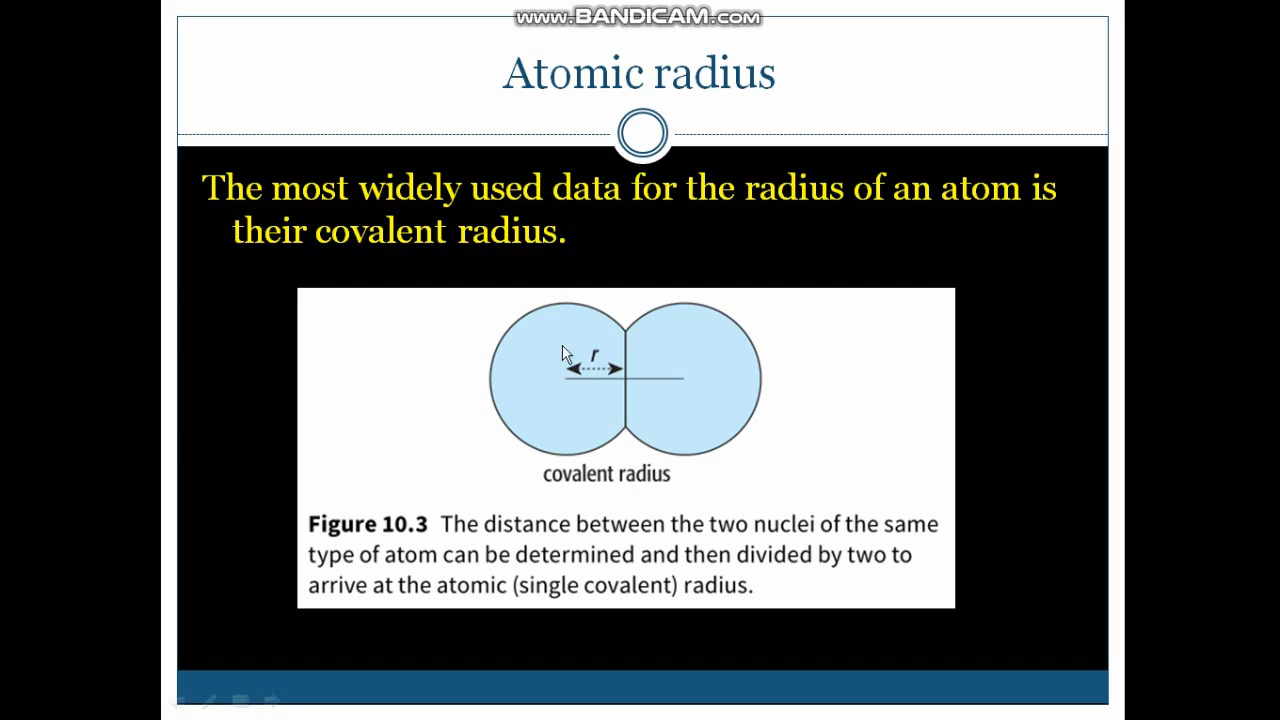 www.BANDICAM.com
Atomic radius
The most widely used data for the radius of an atom is
their covalent radius.
r
covalent radius
Figure 10.3 The distance between the two nuclei of the same
type of atom can be determined and then divided by two to
arrive at the atomic (single covalent) radius.